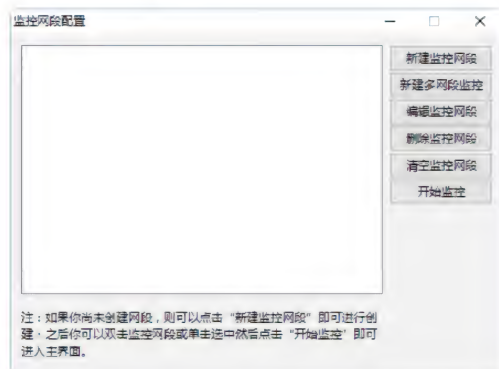 监控网段配置
新建监控网段
新建多网段监控
编辑监控网段
删除监控网段
清空监控网段
开始监控
注：如果你尚未创建网段，则可以点击“新建监控网段”即可进行创
建。之后你可以双击监控网段或单击选中然后点击“开始监控”即可
进入主界面。